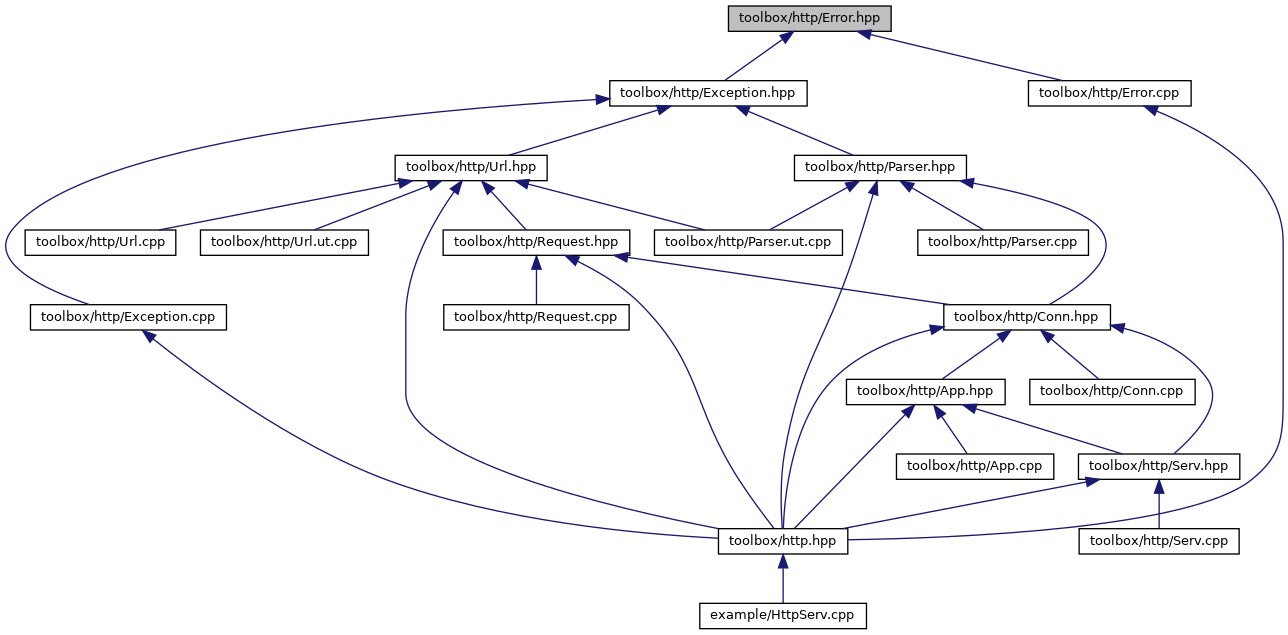 toolbox/http/Error.hpp
toolbox/http/Exception.hpp
toolbox/http/Error.cpp
toolbox/http/Url.hpp
toolbox/http/Parser.hpp
toolbox/http/Url.cpp
toolbox/http/Url.ut.cpp
toolbox/http/Request.hpp
toolbox/http/Parser.ut.cpp
toolbox/http/Parser.cpp
toolbox/http/Exception.cpp
toolbox/http/Request.cpp
toolbox/http/Conn.hpp
toolbox/http/App.hpp
toolbox/http/Conn.cpp
toolbox/http/App.cpp
toolbox/http/Serv.hpp
toolbox/http.hpp
toolbox/http/Serv.cpp
example/HttpServ.cpp